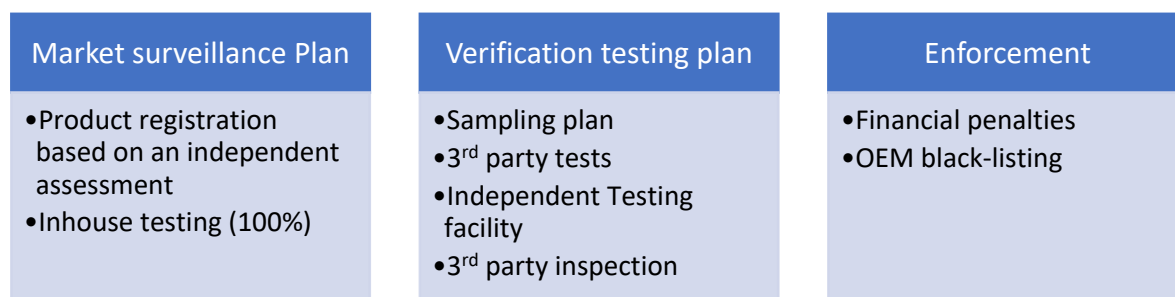 Market surveillance Plan
•Product registration
based on an independent
assessment
•Inhouse testing (100%)
Verification testing plan
•Sampling plan
•3rd party tests
•Independent Testing
facility
•3rd party inspection
Enforcement
•Financial penalties
•OEM black-listing